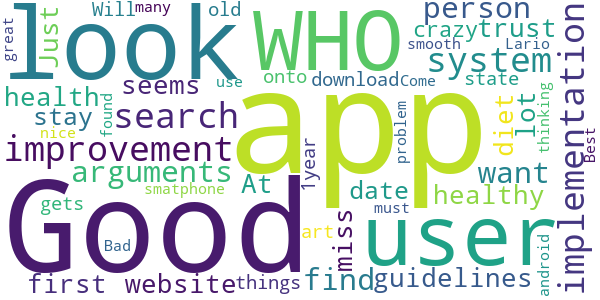 great
Will
many
old
person
look
Just
WHO
crazy
trust
smooth
Lario
system
seems
onto
download
Come
state
use
health
found
stay
search
app
diet
lot
thinking
implementation
Best
nice
problem
improvement
arguments
At
1year
want
date
healthy
gets
smatphone
must
Good
Bad
art
miss
user
android
first
website
things
find
guidelines